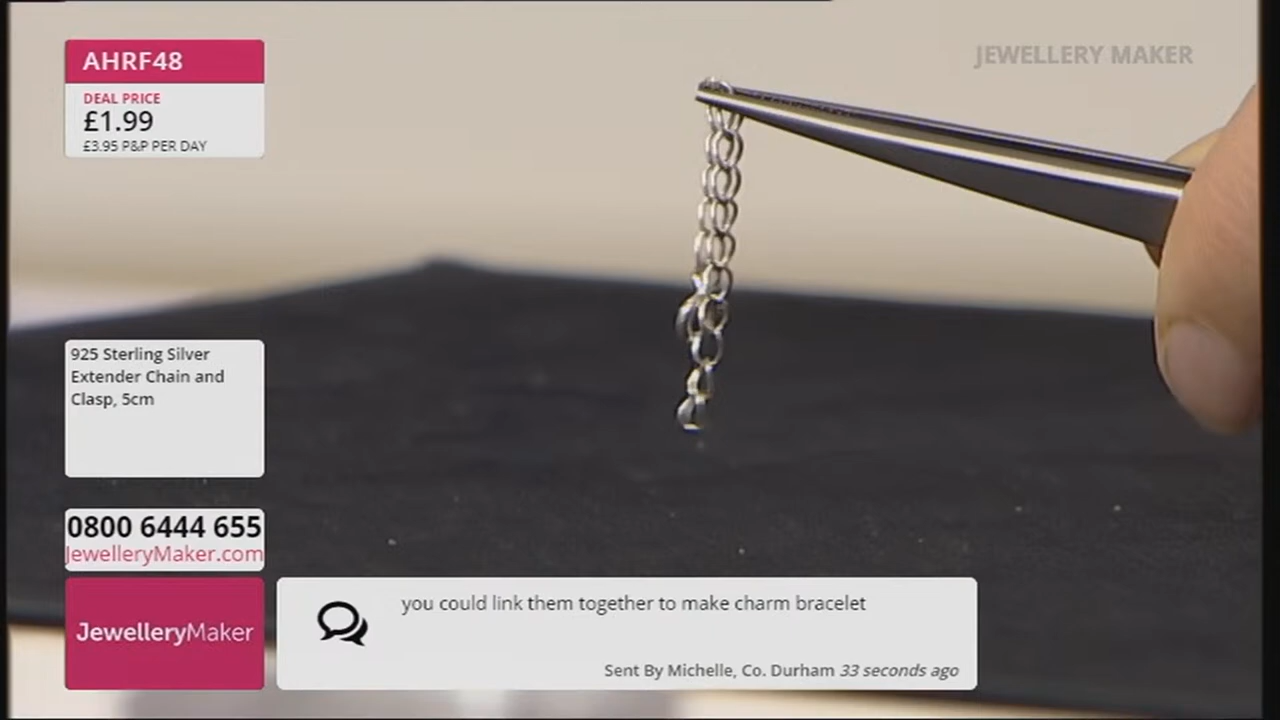 AHRF48
DEAL PRICE
£1.99
£3.95 P&P PER DAY
JEWELLERY MAKER
925 Sterling Silver
Extender Chain and
Clasp, 5cm
0800 6444 655
JewelleryMaker.com
JewelleryMaker
you could link them together to make charm bracelet
Sent By Michelle, Co. Durham 33 seconds ago